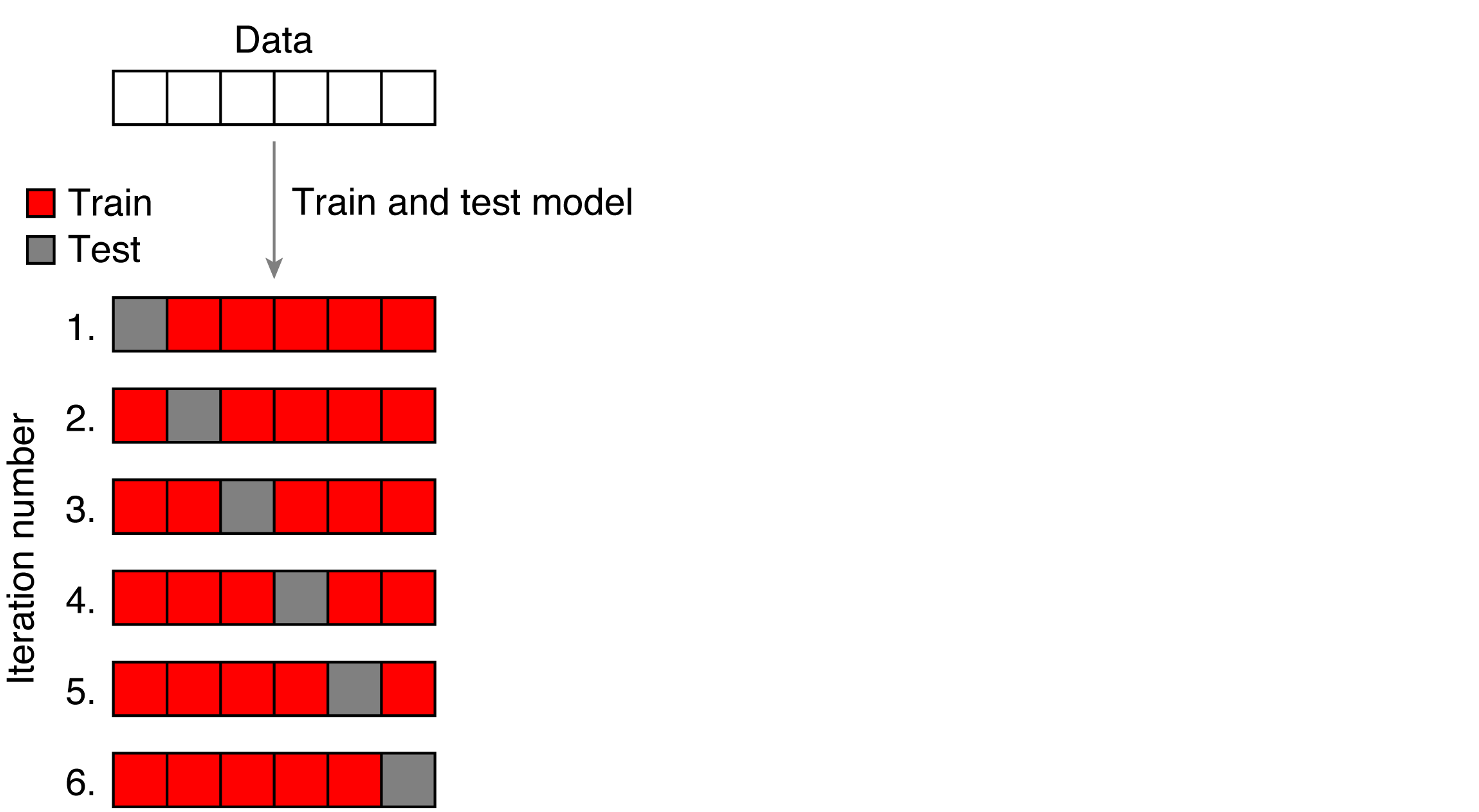 Data
Train and test model
Train
Test
Iteration number
1.
2.
3.
4.
5.
6.